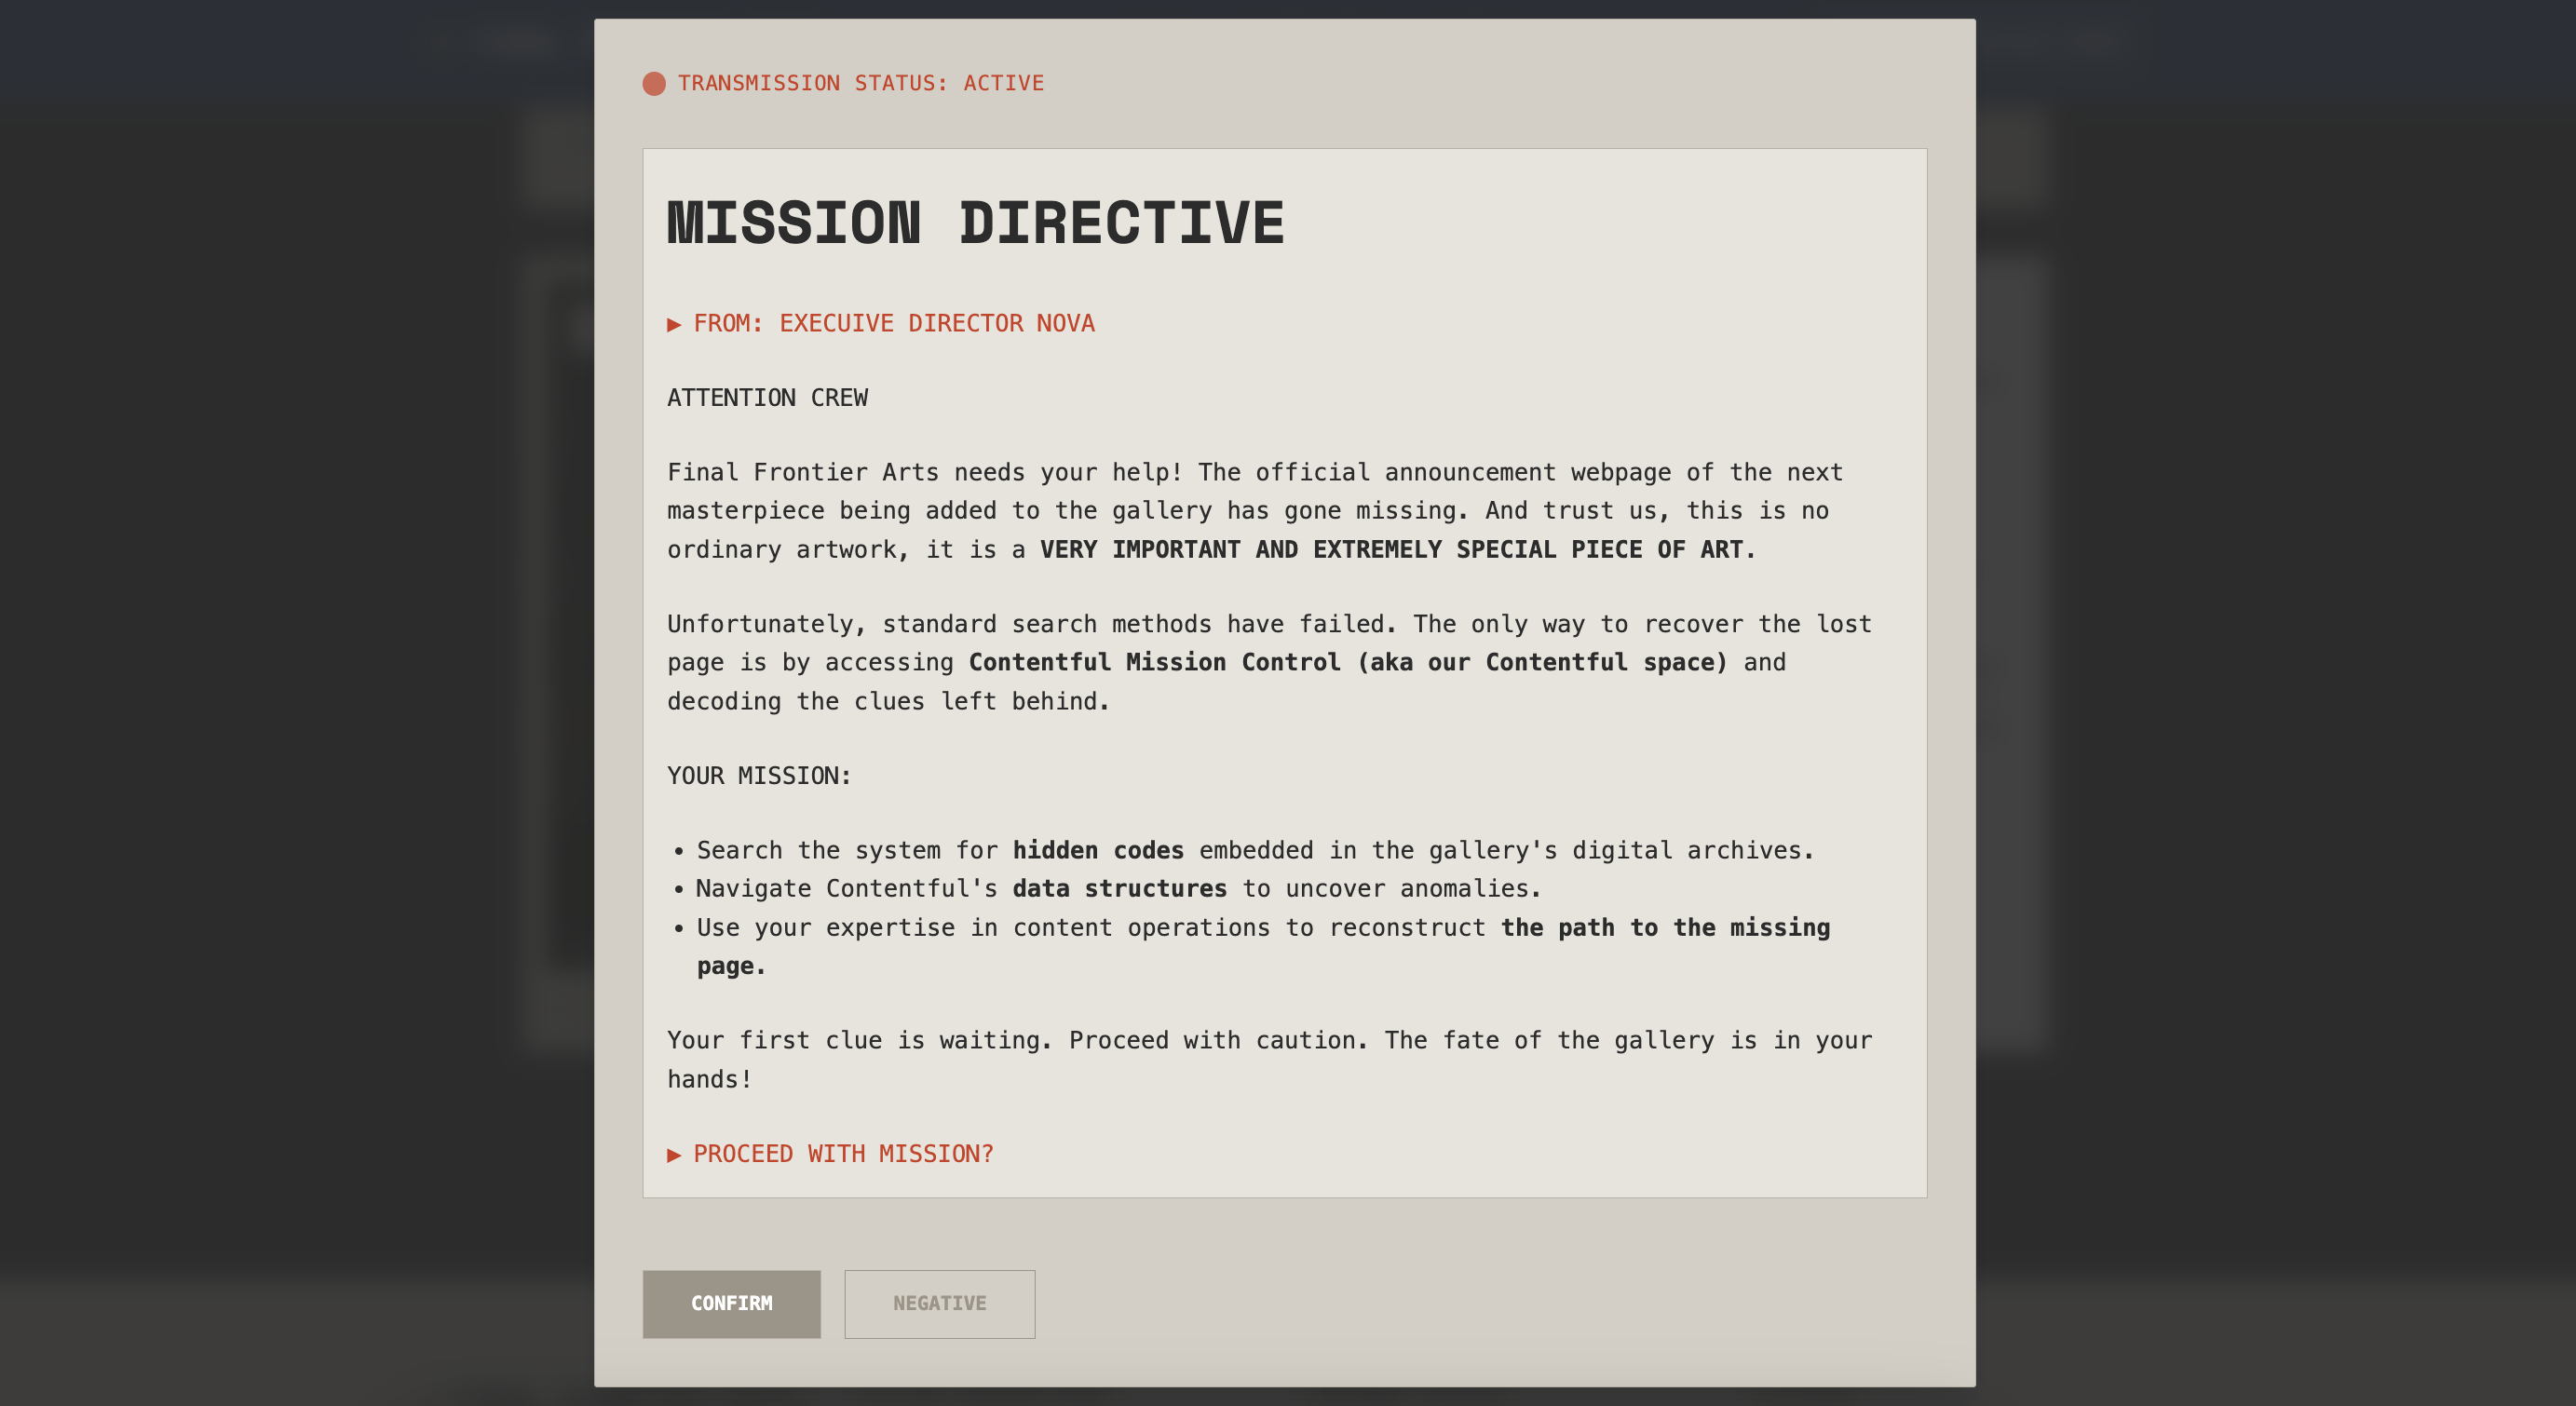 TRANSMISSION STATUS: ACTIVE
MISSION DIRECTIVE
▶ FROM: EXECUIVE DIRECTOR NOVA
ATTENTION CREW
Final Frontier Arts needs your help! The official announcement webpage of the next
masterpiece being added to the gallery has gone missing. And trust us, this is no
ordinary artwork, it is a VERY IMPORTANT AND EXTREMELY SPECIAL PIECE OF ART.
Unfortunately, standard search methods have failed. The only way to recover the lost
page is by accessing Contentful Mission Control (aka our Contentful space) and
decoding the clues left behind.
YOUR MISSION:
• Search the system for hidden codes embedded in the gallery's digital archives.
• Navigate Contentful's data structures to uncover anomalies.
• Use your expertise in content operations to reconstruct the path to the missing
page.
Your first clue is waiting. Proceed with caution. The fate of the gallery is in your
hands!
▶ PROCEED WITH MISSION?
CONFIRM
NEGATIVE